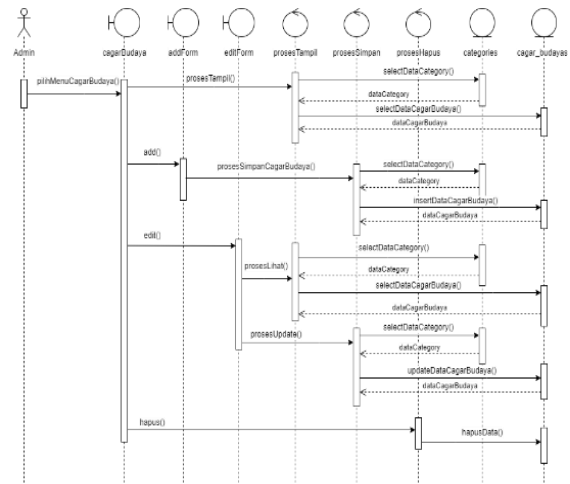 Admin cagarBudaya addForm editForm prosesTampil prosesSimpan prosesHapus categories cagar_budayas
pilihMenuCagarBudaya()
prosesTampil()
selectDataCategory()
dataCategory
selectDataCagarBudaya()
dataCagarBudaya
add()
prosesSimpanCagarBudaya()
selectDataCategory()
dataCategory
insertDataCagarBudaya()
dataCagarBudaya
edit()
prosesLihat()
selectDataCategory()
dataCategory
selectDataCagarBudaya()
dataCagarBudaya
prosesUpdate()
selectDataCategory()
dataCategory
updateDataCagarBudaya()
dataCagarBudaya
hapus()
hapusData()